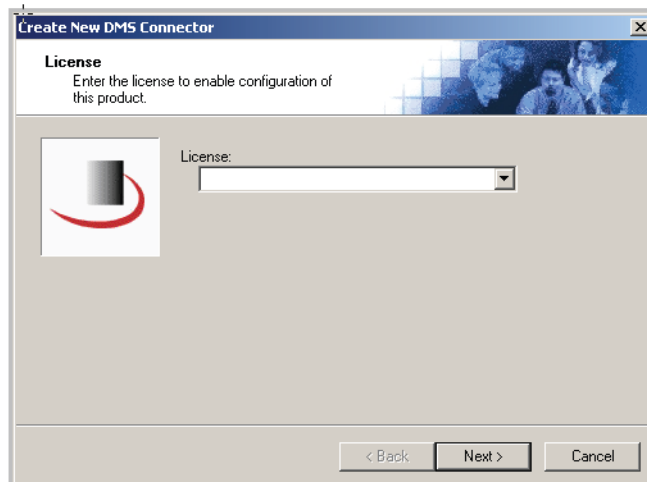 Create New DMS Connector
License
Enter the license to enable configuration of
this product.
License:
< Back
Next >
Cancel